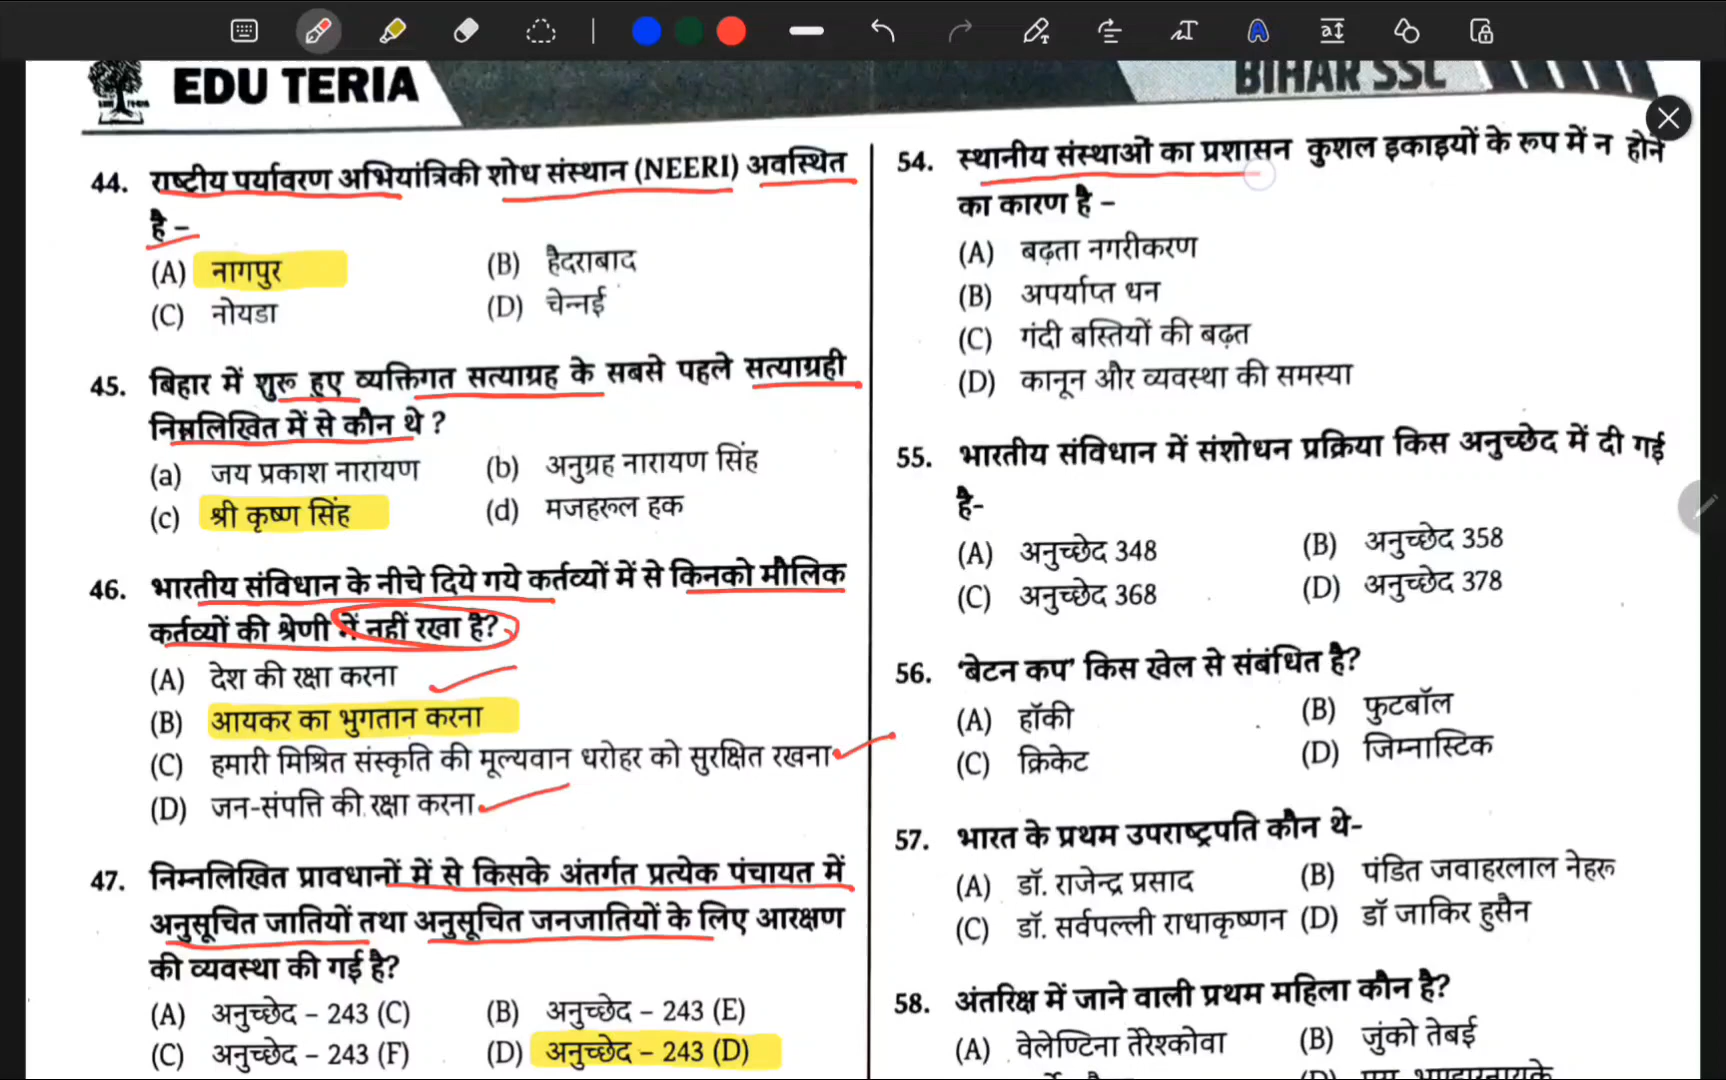 EDU TERIA
BIHAR SSC
44. राष्ट्रीय पर्यावरण अभियांत्रिकी शोध संस्थान (NEERI) अवस्थित
है –
(A) नागपुर (B) हैदराबाद
(C) नोयडा (D) चेन्नई
45. बिहार में शुरू हुए व्यक्तिगत सत्याग्रह के सबसे पहले सत्याग्रही
निम्नलिखित में से कौन थे ?
(a) जय प्रकाश नारायण (b) अनुग्रह नारायण सिंह
(c) श्री कृष्ण सिंह (d) मजहरूल हक
46. भारतीय संविधान के नीचे दिये गये कर्तव्यों में से किनको मौलिक
कर्तव्यों की श्रेणी में नहीं रखा है?
(A) देश की रक्षा करना
(B) आयकर का भुगतान करना
(C) हमारी मिश्रित संस्कृति की मूल्यवान धरोहर को सुरक्षित रखना
(D) जन-संपत्ति की रक्षा करना
47. निम्नलिखित प्रावधानों में से किसके अंतर्गत प्रत्येक पंचायत में
अनुसूचित जातियों तथा अनुसूचित जनजातियों के लिए आरक्षण
की व्यवस्था की गई है?
(A) अनुच्छेद – 243 (C) (B) अनुच्छेद – 243 (E)
(C) अनुच्छेद – 243 (F) (D) अनुच्छेद – 243 (D)
54. स्थानीय संस्थाओं का प्रशासन कुशल इकाइयों के रूप में न होने
का कारण है –
(A) बढ़ता नगरीकरण
(B) अपर्याप्त धन
(C) गंदी बस्तियों की बढ़त
(D) कानून और व्यवस्था की समस्या
55. भारतीय संविधान में संशोधन प्रक्रिया किस अनुच्छेद में दी गई
है-
(A) अनुच्छेद 348 (B) अनुच्छेद 358
(C) अनुच्छेद 368 (D) अनुच्छेद 378
56. ‘बेटन कप’ किस खेल से संबंधित है?
(A) हॉकी (B) फुटबॉल
(C) क्रिकेट (D) जिम्नास्टिक
57. भारत के प्रथम उपराष्ट्रपति कौन थे-
(A) डॉ. राजेन्द्र प्रसाद (B) पंडित जवाहरलाल नेहरू
(C) डॉ. सर्वपल्ली राधाकृष्णन (D) डॉ जाकिर हुसैन
58. अंतरिक्ष में जाने वाली प्रथम महिला कौन है?
(A) वेलेण्टिना तेरेश्कोवा (B) जुंको तेबई